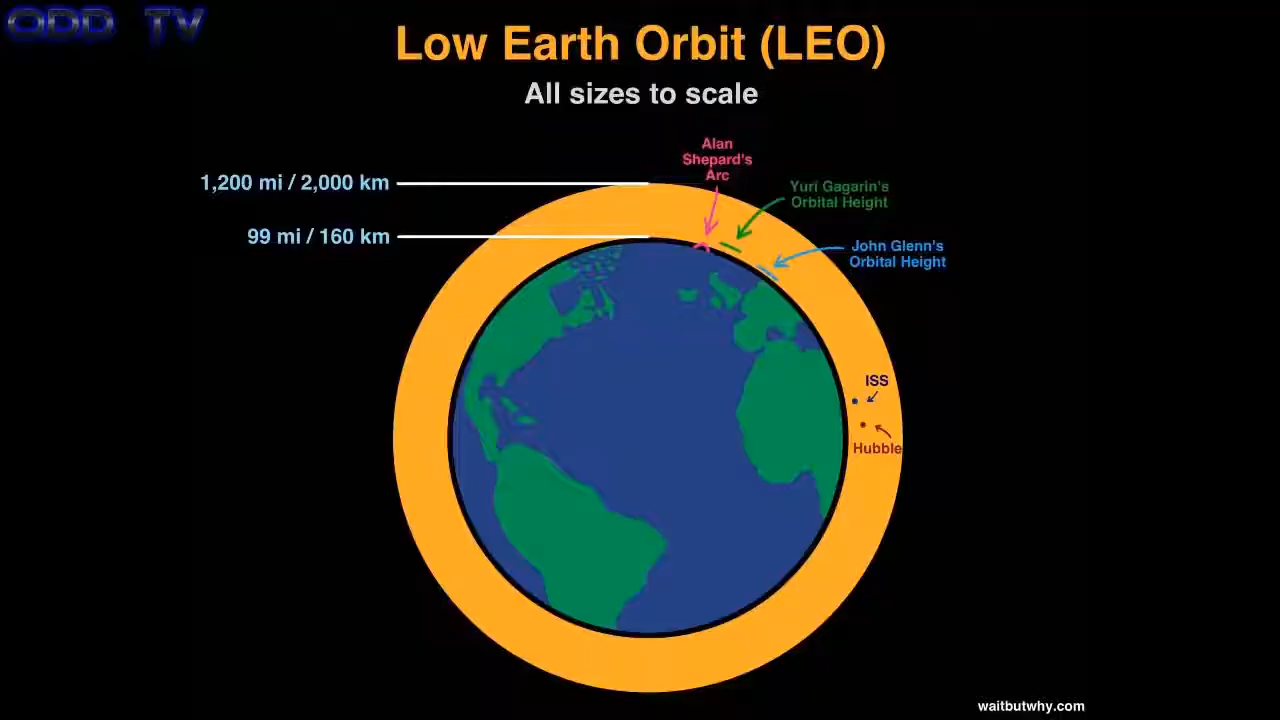 ODD TV
Low Earth Orbit (LEO)
All sizes to scale
Alan
Shepard's
Arc
1,200 mi / 2,000 km
Yuri Gagarin's
Orbital Height
99 mi / 160 km
John Glenn's
Orbital Height
ISS
Hubble
waitbutwhy.com